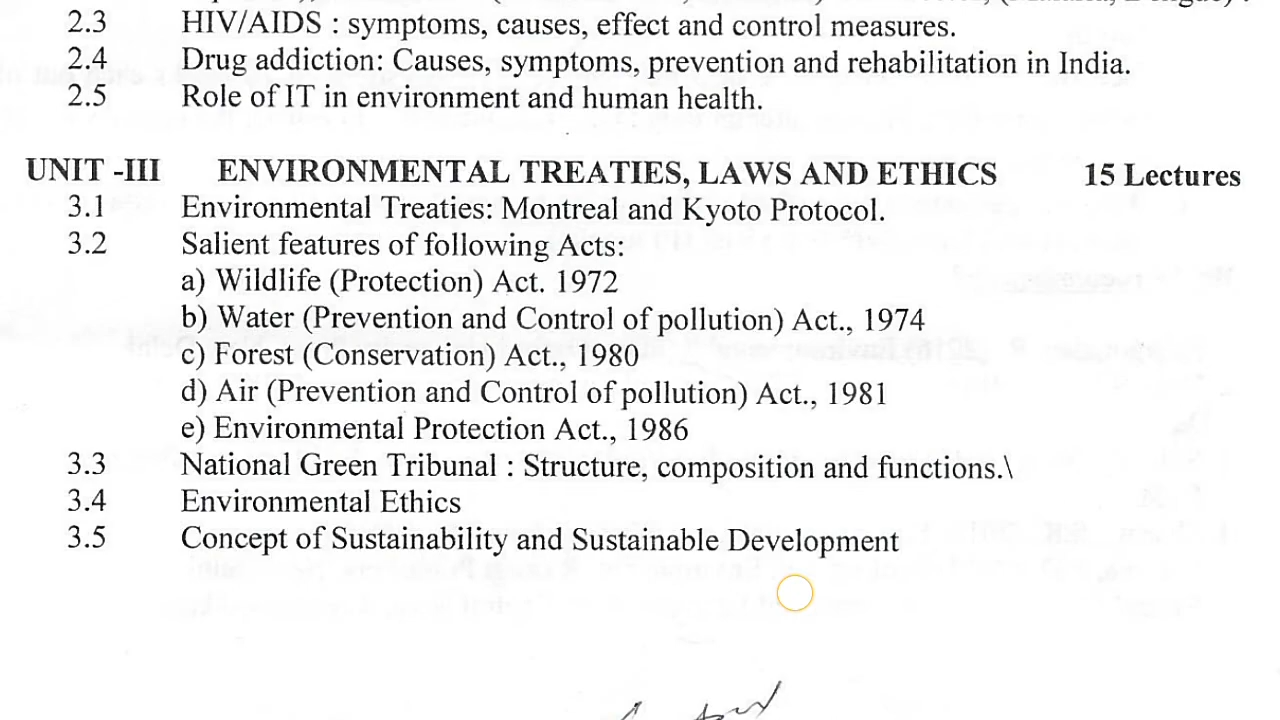 2.3 HIV/AIDS : symptoms, causes, effect and control measures.
2.4 Drug addiction: Causes, symptoms, prevention and rehabilitation in India.
2.5 Role of IT in environment and human health.
UNIT -III ENVIRONMENTAL TREATIES, LAWS AND ETHICS 15 Lectures
3.1 Environmental Treaties: Montreal and Kyoto Protocol.
3.2 Salient features of following Acts:
a) Wildlife (Protection) Act. 1972
b) Water (Prevention and Control of pollution) Act., 1974
c) Forest (Conservation) Act., 1980
d) Air (Prevention and Control of pollution) Act., 1981
e) Environmental Protection Act., 1986
3.3 National Green Tribunal : Structure, composition and functions.\
3.4 Environmental Ethics
3.5 Concept of Sustainability and Sustainable Development